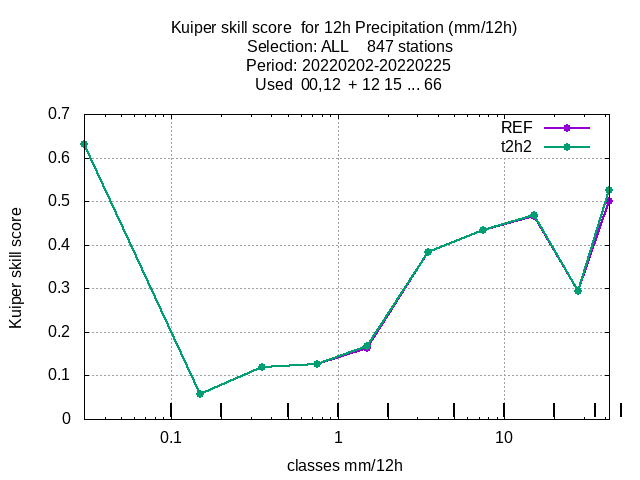 Kuiper skill score  for 12h Precipitation (mm/12h)
Selection: ALL    847 stations
Period: 20220202-20220225
Used  00,12  + 12 15 ... 66
REF
t2h2
0.7
0.6
0.5
0.4
0.3
0.2
0.1
0
Kuiper skill score
0.1
1
10
classes mm/12h